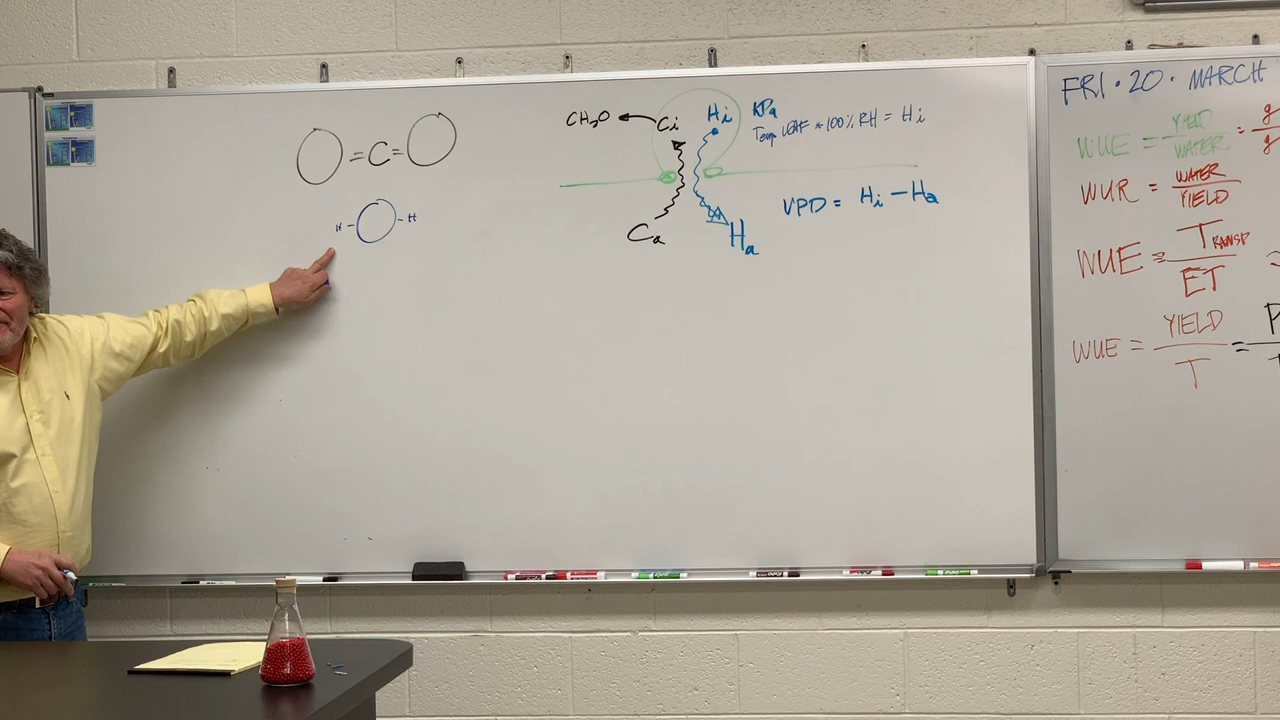 O=C=O
H-O-H
CH₂O ← Ci
Hi
KPa
Temp LEAF * 100% RH = Hi
VPD = Hi - Ha
Ca
Ha
FRI · 20 · MARCH
WUE = YIELD / WATER = g / g
WUR = WATER / YIELD
WUE = TRANSP / ET
WUE = YIELD / T = P